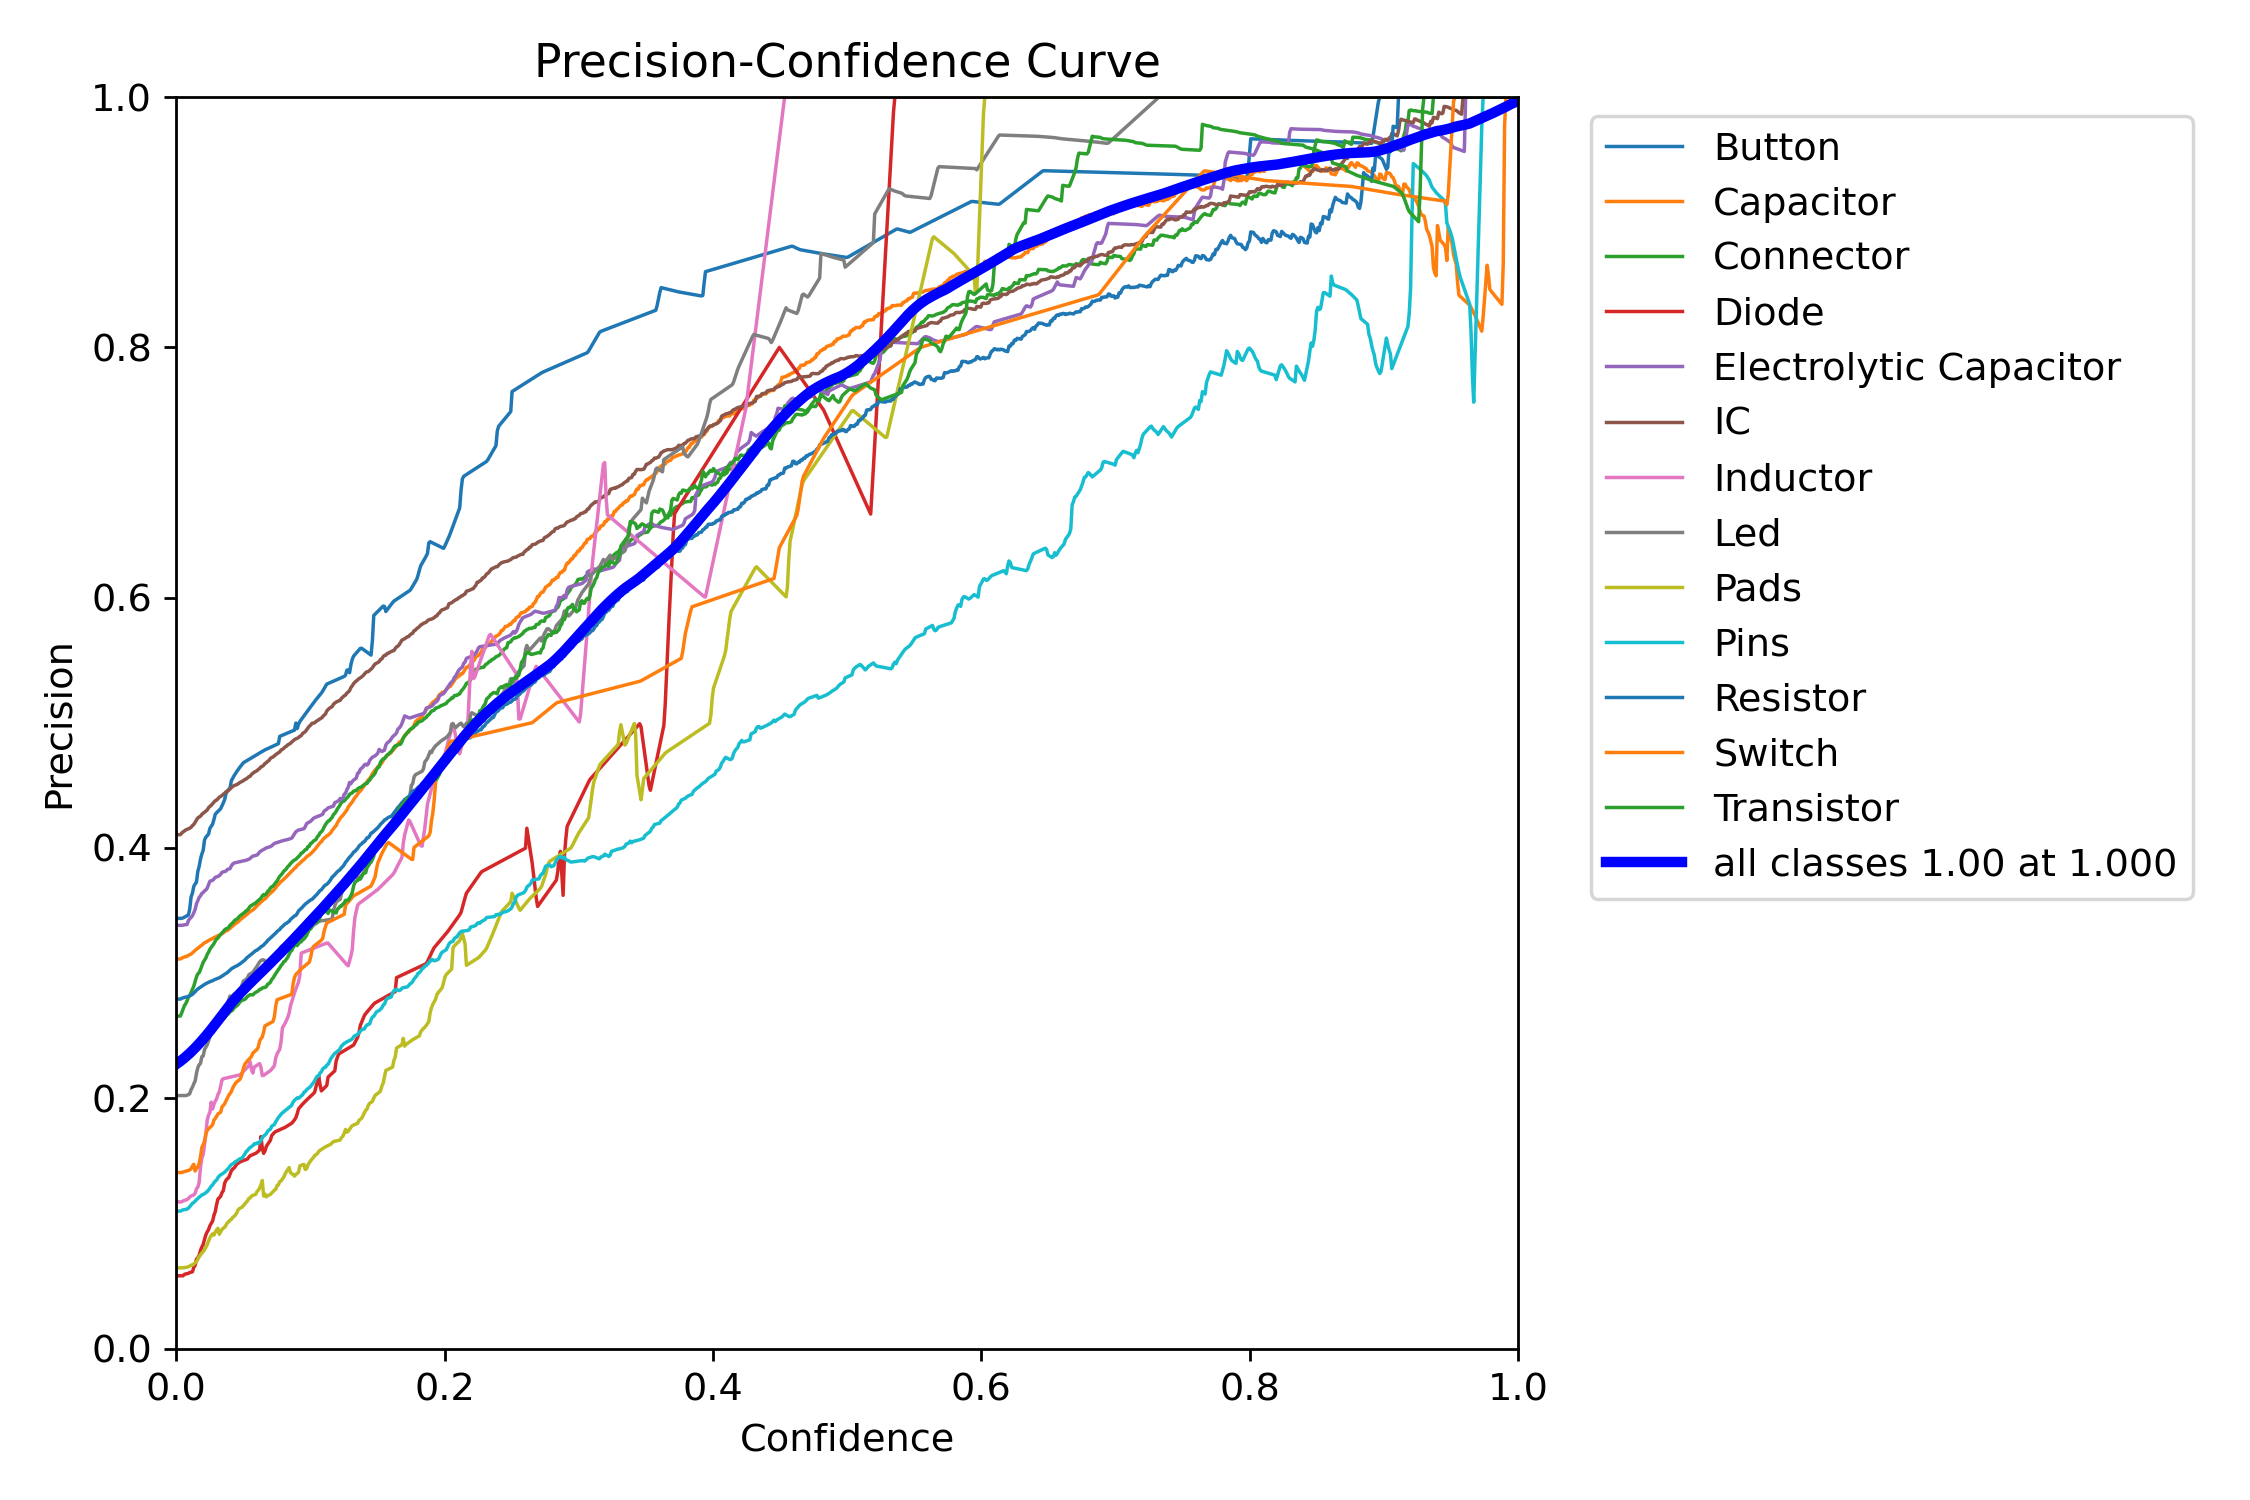 Precision-Confidence Curve
Precision
1.0
0.8
0.6
0.4
0.2
0.0
0.0 0.2 0.4 0.6 0.8 1.0
Confidence
Button
Capacitor
Connector
Diode
Electrolytic Capacitor
IC
Inductor
Led
Pads
Pins
Resistor
Switch
Transistor
all classes 1.00 at 1.000